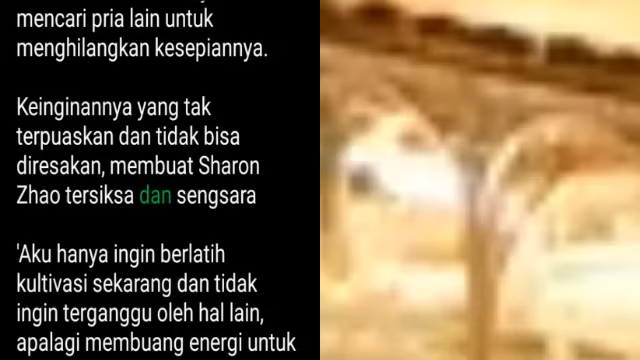 mencari pria lain untuk
menghilangkan kesepiannya.
Keinginannya yang tak
terpuaskan dan tidak bisa
diresakan, membuat Sharon
Zhao tersiksa dan sengsara
'Aku hanya ingin berlatih
kultivasi sekarang dan tidak
ingin terganggu oleh hal lain,
apalagi membuang energi untuk